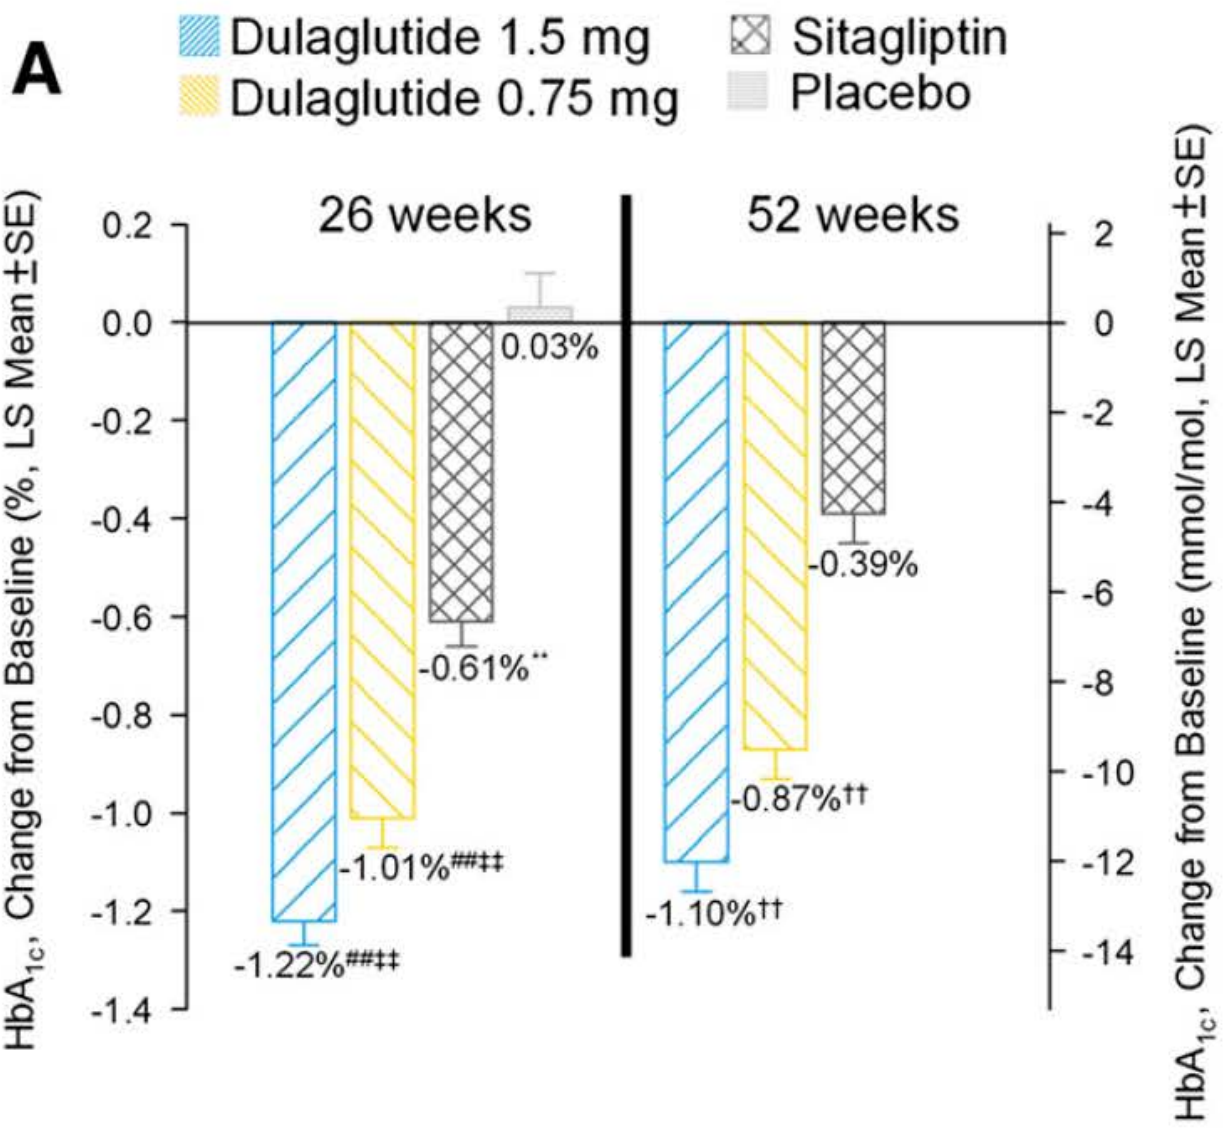 A
Dulaglutide 1.5 mg
Dulaglutide 0.75 mg
Sitagliptin
Placebo
HbA1c, Change from Baseline (%, LS Mean ±SE)
26 weeks
52 weeks
0.2
0.0
-0.2
-0.4
-0.6
-0.8
-1.0
-1.2
-1.4
-1.22%##‡‡
-1.01%##‡‡
-0.61%**
0.03%
-1.10%††
-0.87%††
-0.39%
2
0
-2
-4
-6
-8
-10
-12
-14
HbA1c, Change from Baseline (mmol/mol, LS Mean ±SE)